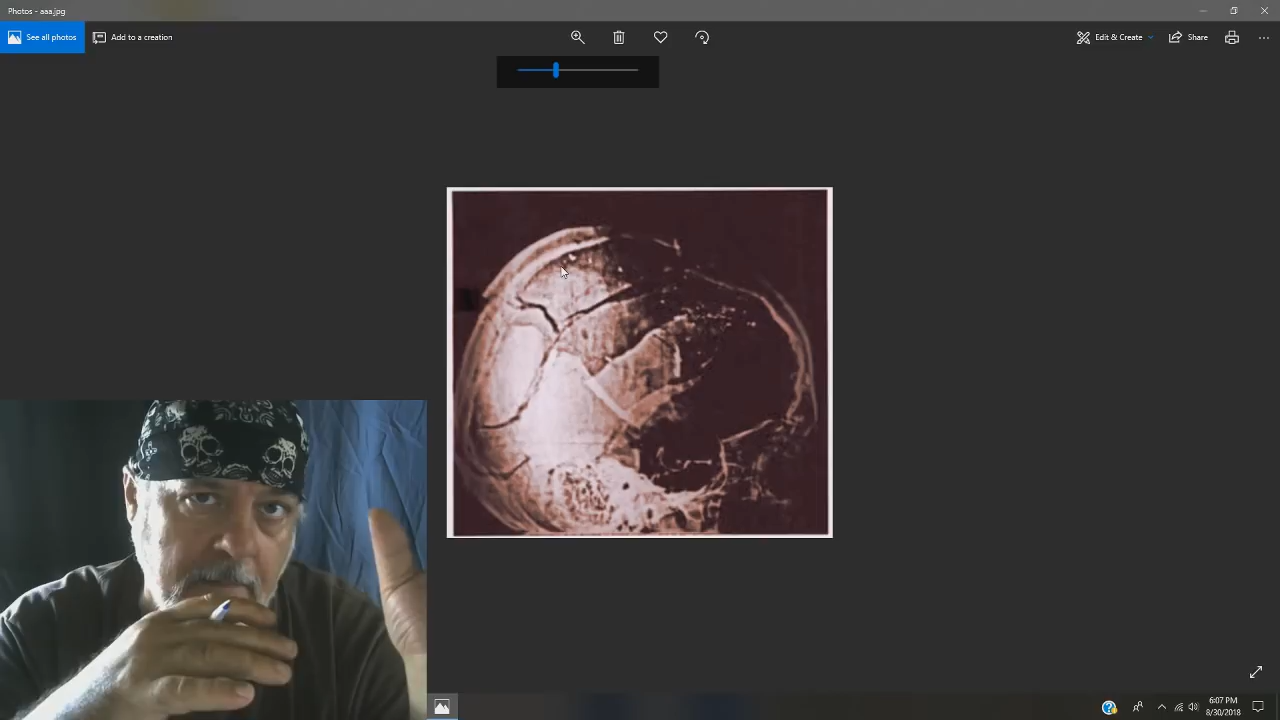 Photos - aaa.jpg
See all photos
Add to a creation
Edit & Create
Share
6:07 PM
8/30/2018